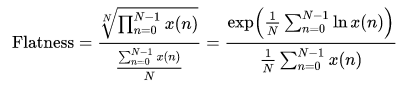 $\text{Flatness} = \frac{\sqrt[N]{\prod_{n=0}^{N-1} x(n)}}{\frac{\sum_{n=0}^{N-1} x(n)}{N}} = \frac{\exp\left(\frac{1}{N} \sum_{n=0}^{N-1} \ln x(n)\right)}{\frac{1}{N} \sum_{n=0}^{N-1} x(n)}$